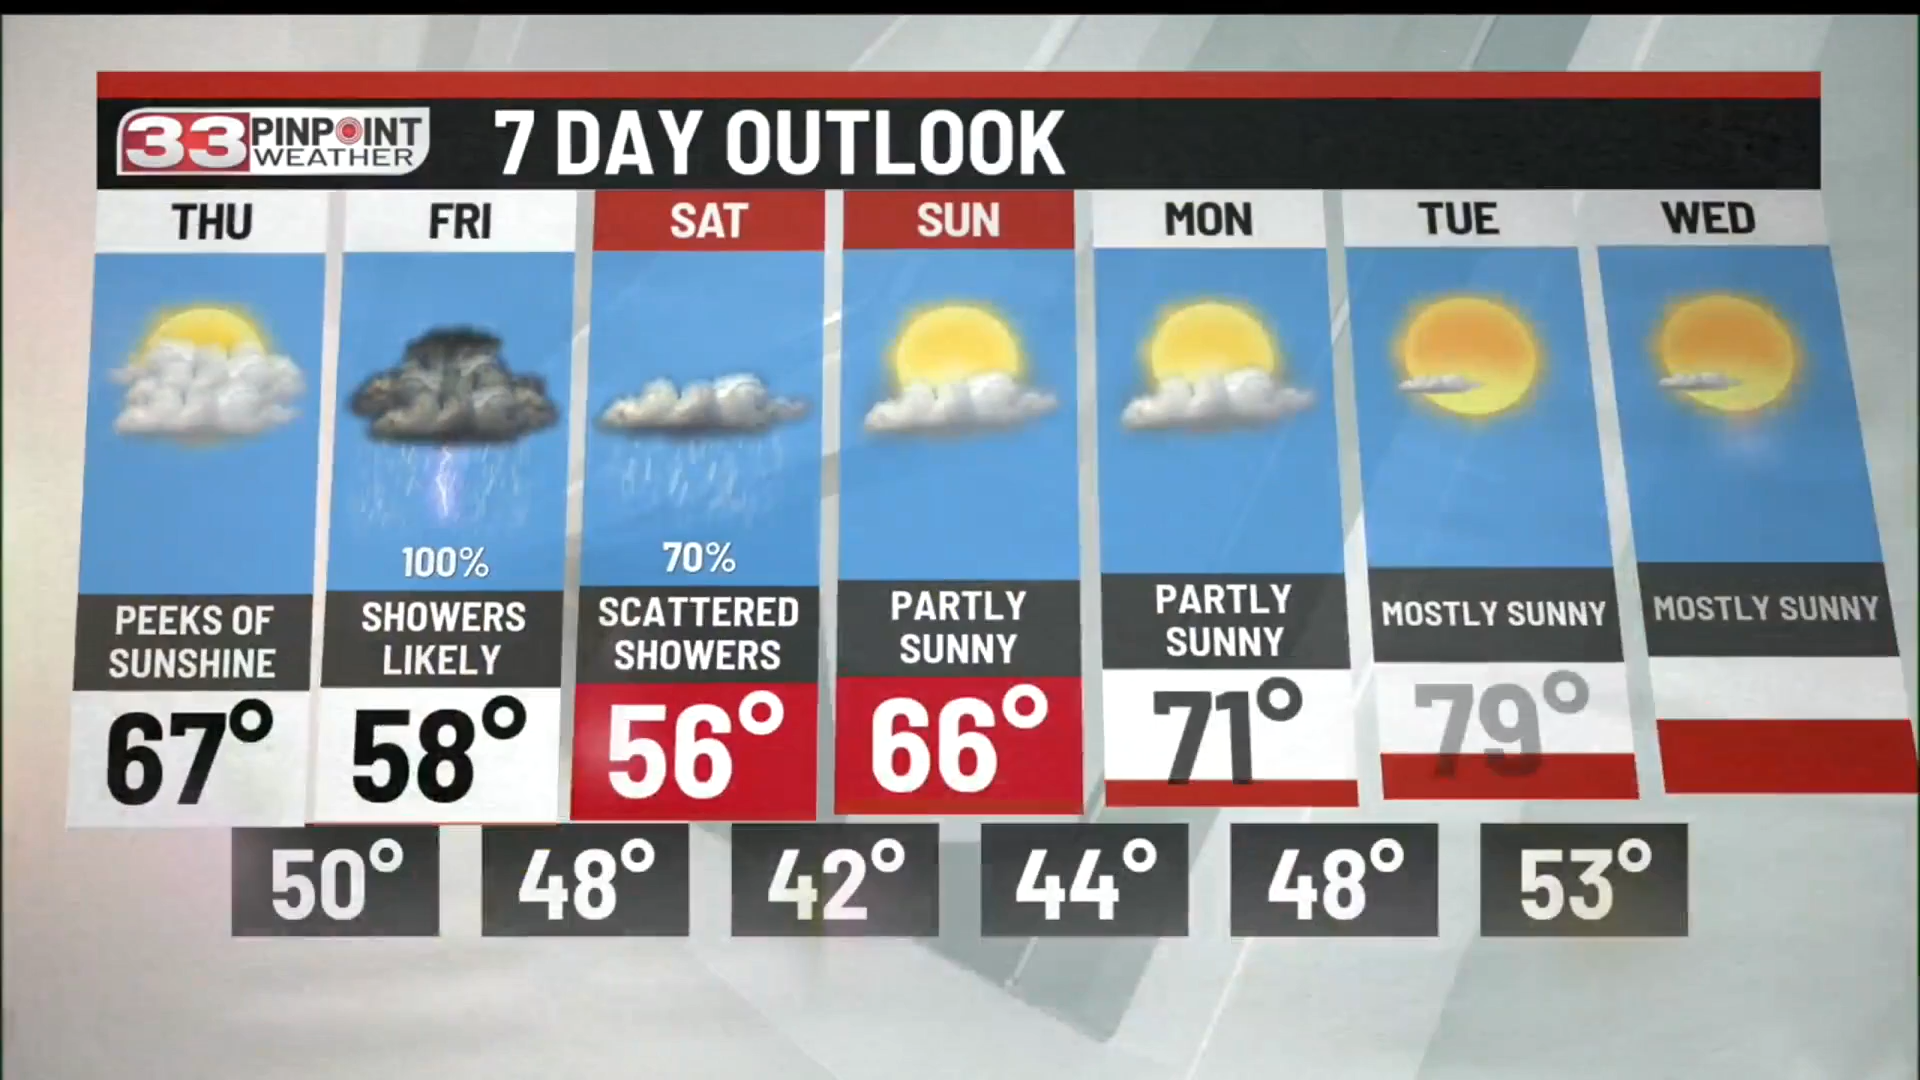 33 PINPOINT
WEATHER
7 DAY OUTLOOK
THU FRI SAT SUN MON TUE WED
100% 70%
PEEKS OF
SUNSHINE
SHOWERS
LIKELY
SCATTERED
SHOWERS
PARTLY
SUNNY
PARTLY
SUNNY
MOSTLY SUNNY
MOSTLY SUNNY
67° 58° 56° 66° 71° 79°
50° 48° 42° 44° 48° 53°